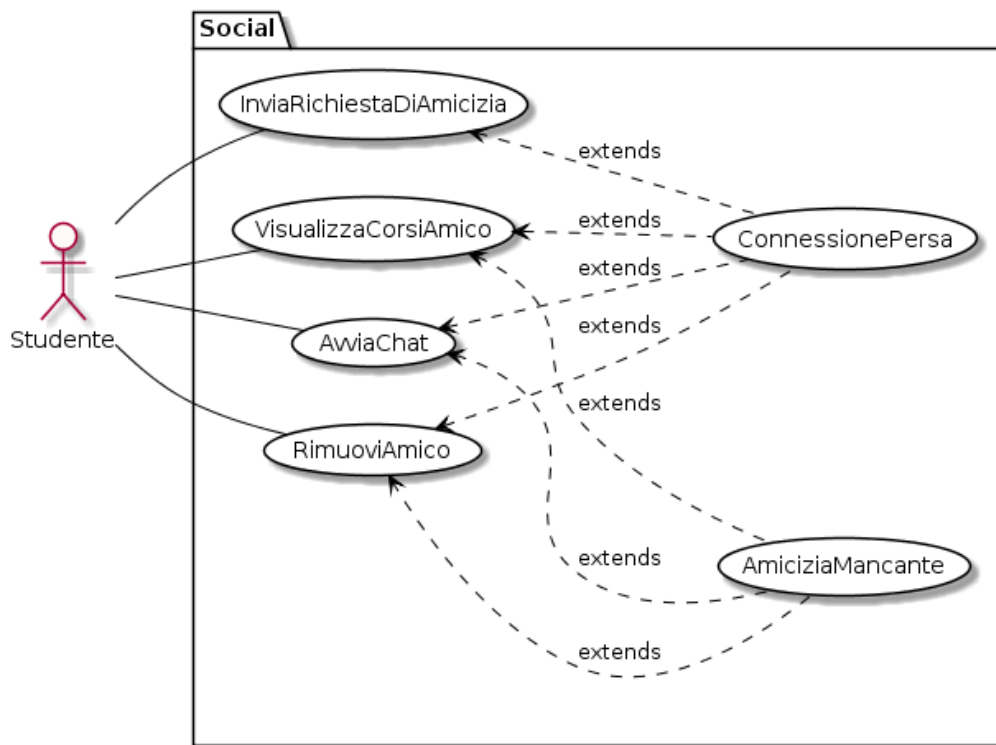 Social
InviaRichiestaDiAmicizia
extends
VisualizzaCorsiAmico
extends
ConnessionePersa
extends
Studente
AvviaChat
extends
extends
RimuoviAmico
extends
AmiciziaMancante
extends